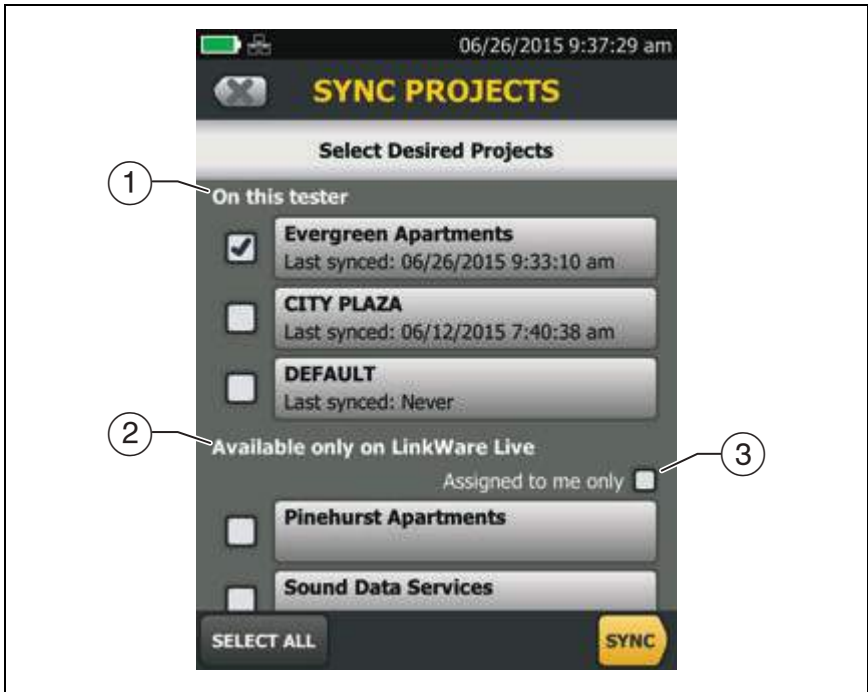 06/26/2015 9:37:29 am
SYNC PROJECTS
Select Desired Projects
1
On this tester
Evergreen Apartments
Last synced: 06/26/2015 9:33:10 am
CITY PLAZA
Last synced: 06/12/2015 7:40:38 am
DEFAULT
Last synced: Never
2
Available only on LinkWare Live
3
Assigned to me only
Pinehurst Apartments
Sound Data Services
SELECT ALL
SYNC